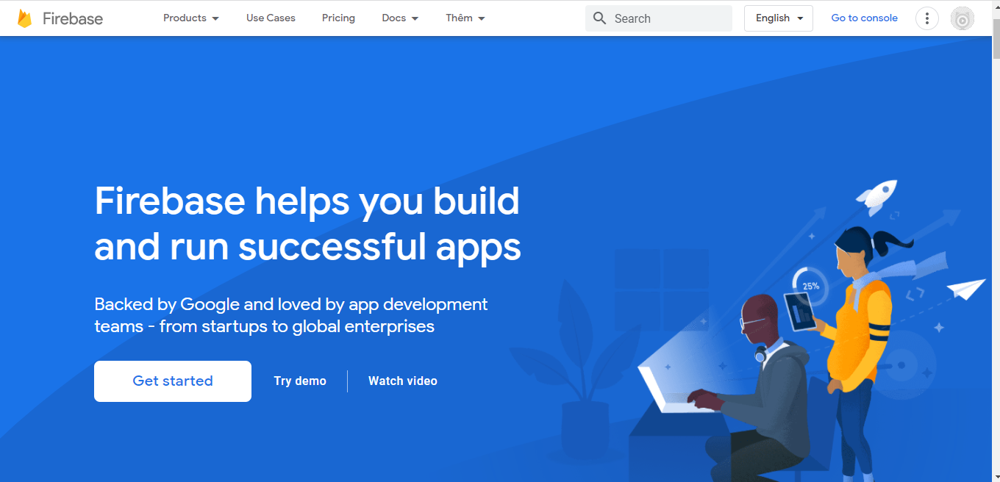 Firebase Products Use Cases Pricing Docs Thêm Search English Go to console
Firebase helps you build
and run successful apps
Backed by Google and loved by app development
teams - from startups to global enterprises
Get started Try demo Watch video
25%